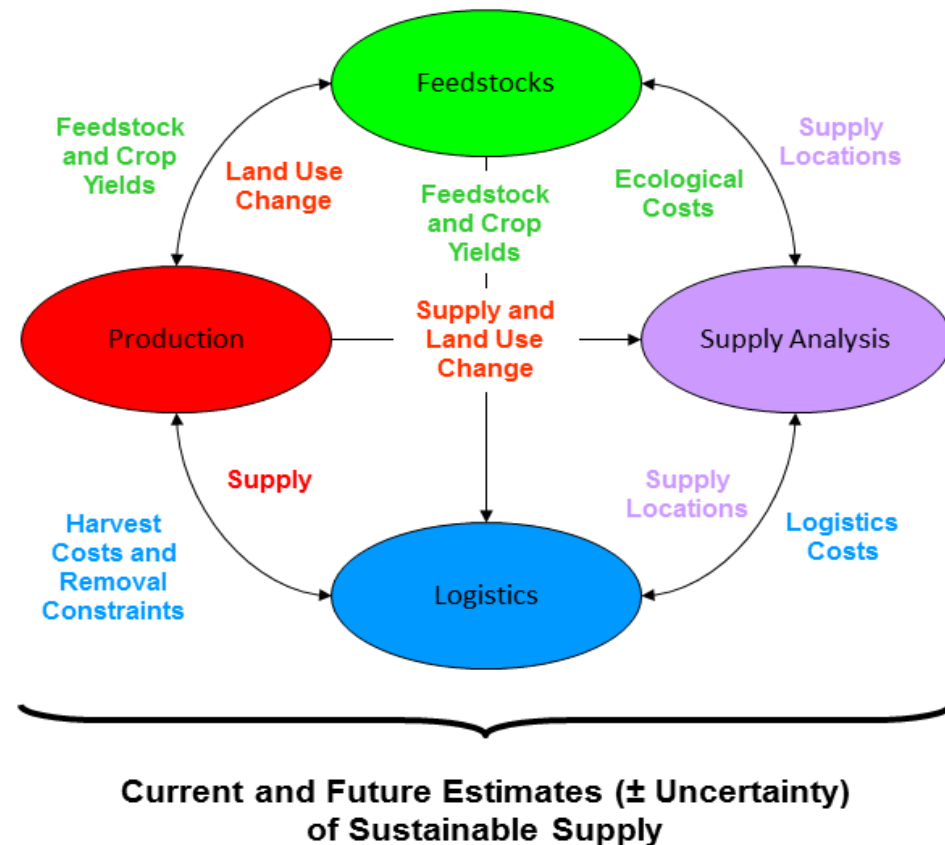 Feedstocks
Feedstock
and Crop
Yields
Land Use
Change
Feedstock
and Crop
Yields
Ecological
Costs
Supply
Locations
Production
Supply and
Land Use
Change
Supply Analysis
Supply
Harvest
Costs and
Removal
Constraints
Supply
Locations
Logistics
Costs
Logistics
Current and Future Estimates (± Uncertainty)
of Sustainable Supply